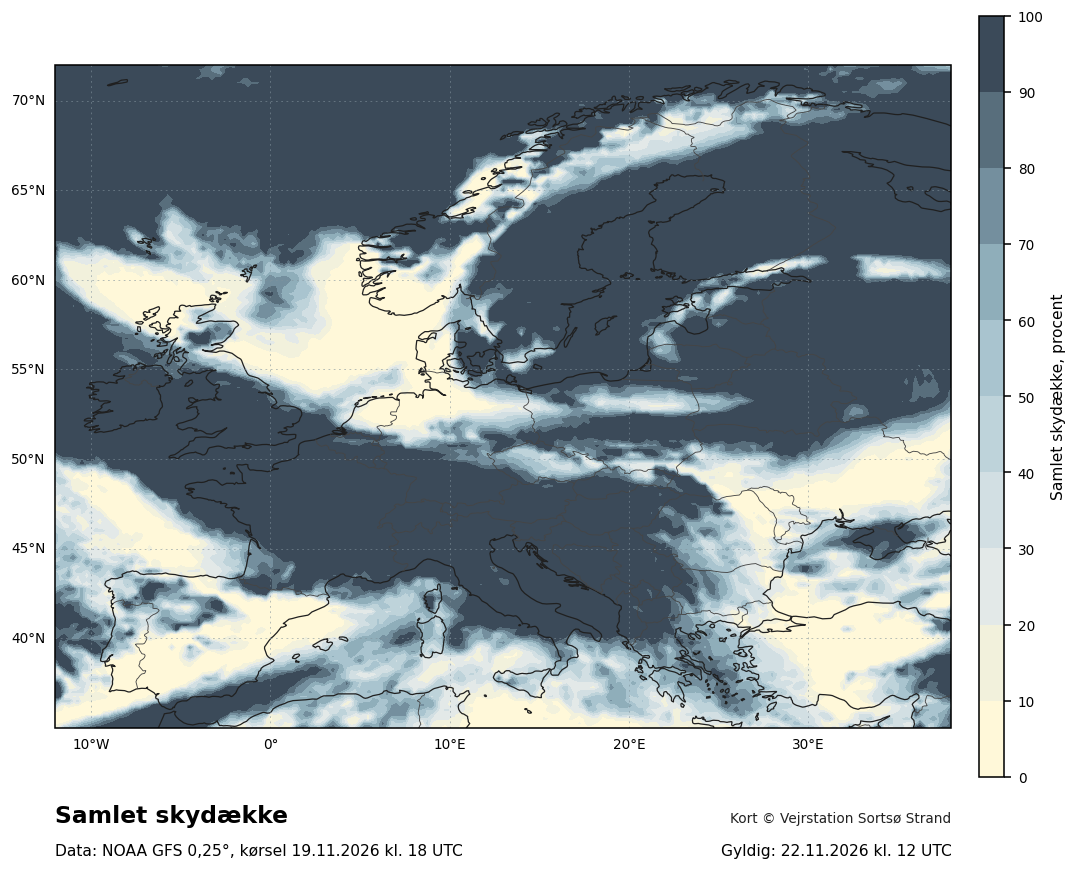 100
90
80
70
60
50
40
30
20
10
0
Samlet skydække, procent
70°N
65°N
60°N
55°N
50°N
45°N
40°N
10°W
0°
10°E
20°E
30°E
Samlet skydække
Kort © Vejrstation Sortsø Strand
Data: NOAA GFS 0,25°, kørsel 19.11.2026 kl. 18 UTC
Gyldig: 22.11.2026 kl. 12 UTC